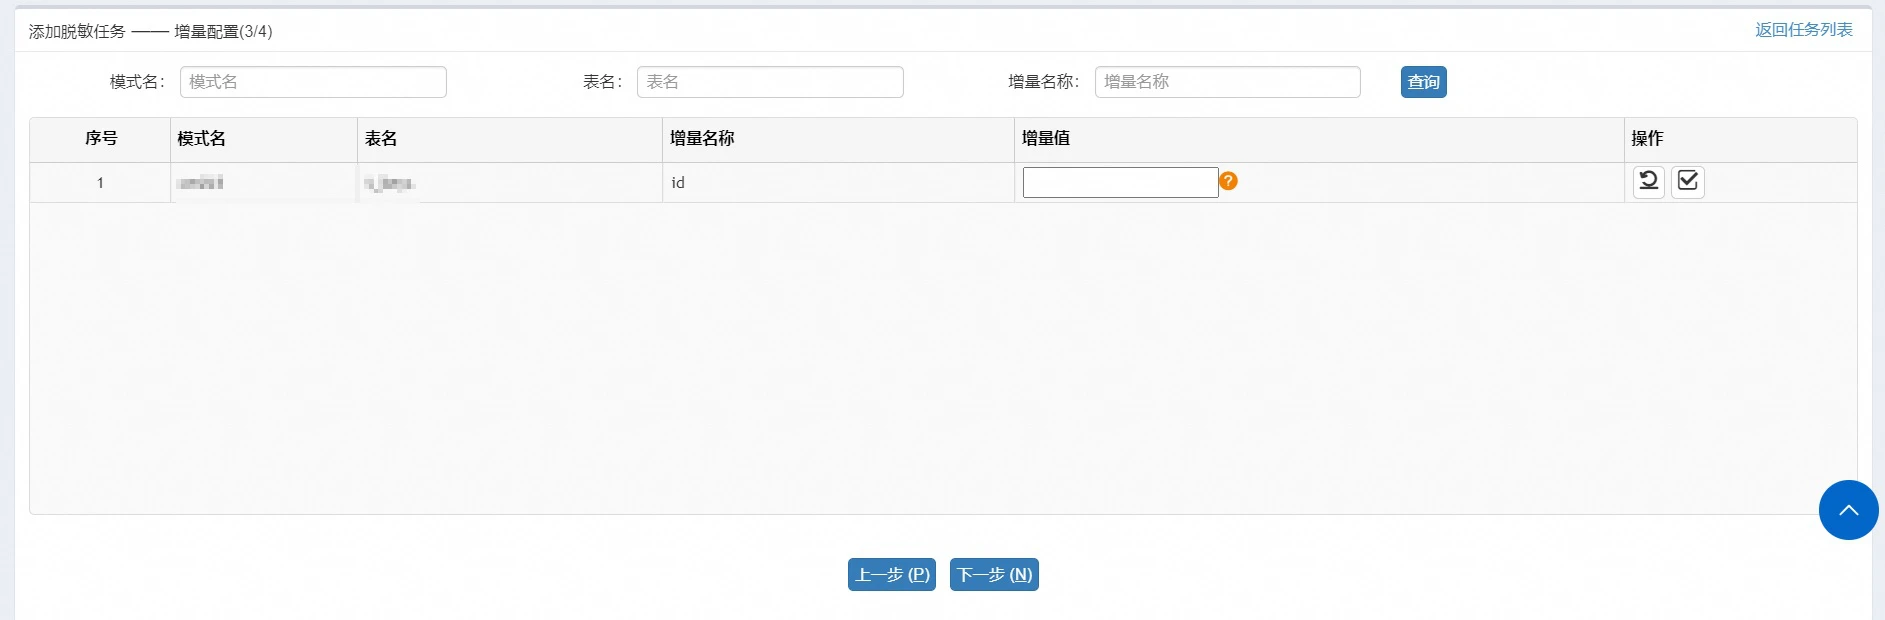 添加脱敏任务 —— 增量配置(3/4) 返回任务列表
模式名： 模式名 表名： 表名 增量名称： 增量名称 查询
序号 模式名 表名 增量名称 增量值 操作
1 id ?
上一步 (P) 下一步 (N)